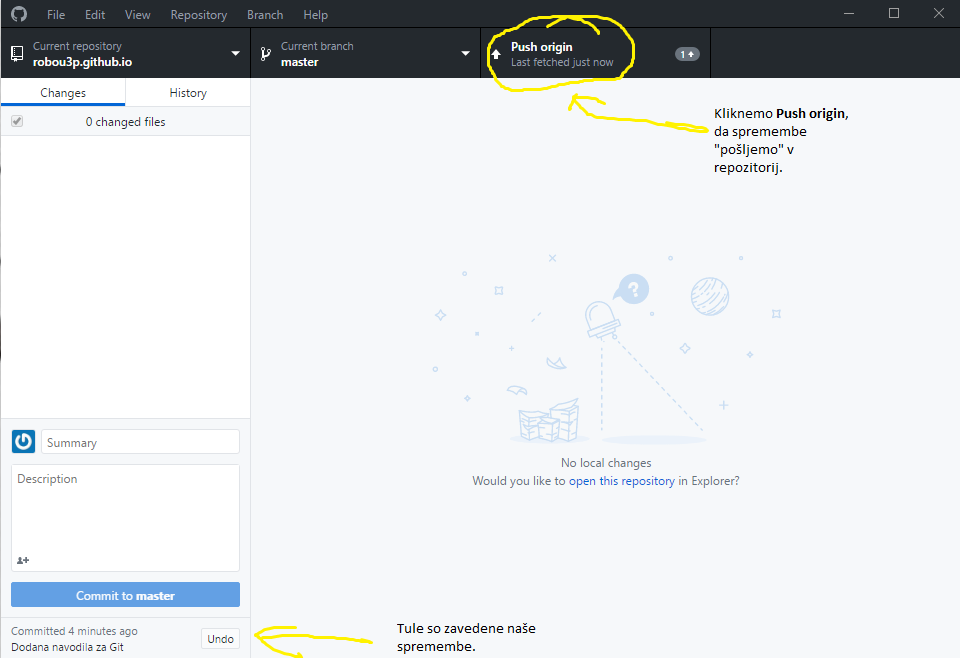 File Edit View Repository Branch Help
Current repository
robou3p.github.io
Current branch
master
Push origin
Last fetched just now
1
Changes History
0 changed files
Kliknemo Push origin,
da spremembe
"pošljemo" v
repozitorij.
?
No local changes
Would you like to open this repository in Explorer?
Summary
Description
Commit to master
Committed 4 minutes ago
Dodana navodila za Git
Undo
Tule so zavedene naše
spremembe.